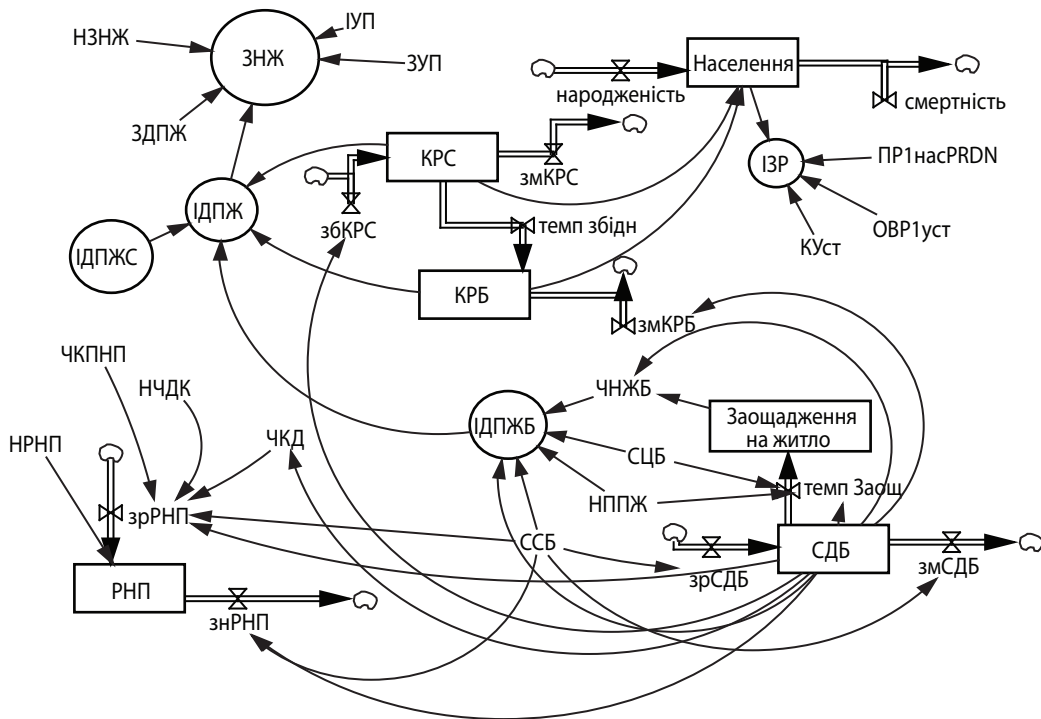 ІУП
НЗНЖ
ЗНЖ
ЗУП
Населення
народженість
смертність
ЗДПЖ
КРС
ІЗР
ПР1насPRDN
змКРС
ІДПЖ
збКРС
темп збідн
ОВР1уст
КУст
ІДПЖС
КРБ
змКРБ
ЧКПНП
НЧДК
ЧНЖБ
Заощадження
на житло
ІДПЖБ
НРНП
ЧКД
СЦБ
НППЖ
темп Заощ
зрРНП
ССБ
СДБ
зрСДБ
змСДБ
РНП
знРНП